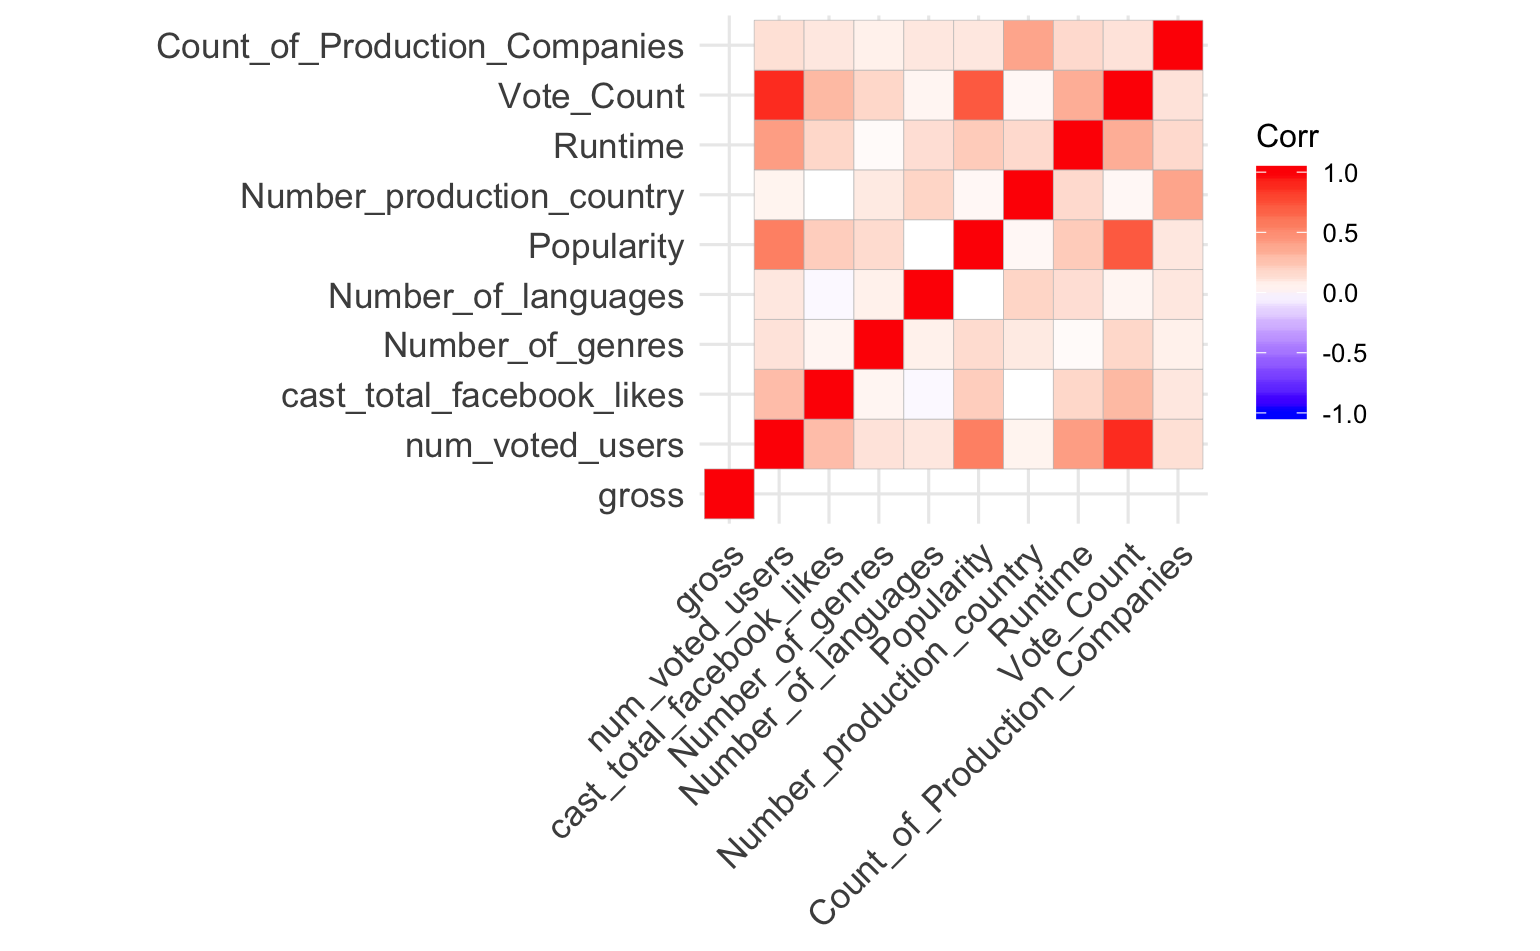 Count_of_Production_Companies
Vote_Count
Runtime
Number_production_country
Popularity
Number_of_languages
Number_of_genres
cast_total_facebook_likes
num_voted_users
gross
gross
num_voted_users
cast_total_facebook_likes
Number_of_genres
Number_of_languages
Popularity
Number_production_country
Runtime
Vote_Count
Count_of_Production_Companies
Corr
1.0
0.5
0.0
-0.5
-1.0